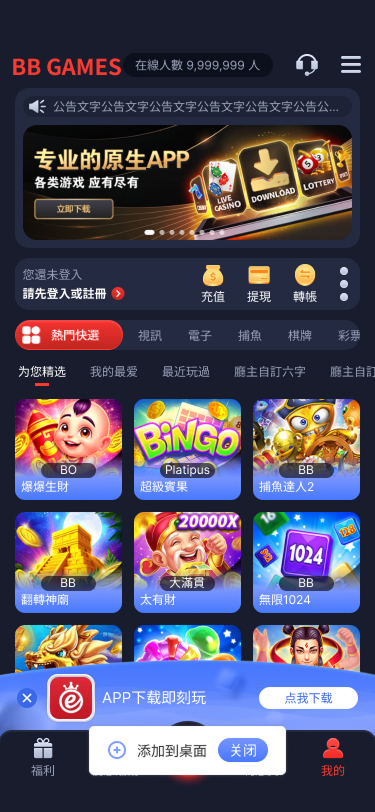 BB GAMES
在線人數 9,999,999 人
公告文字公告文字公告文字公告文字公告文字公告公...
专业的原生APP
各类游戏 应有尽有
立即下载
LIVE CASINO
DOWNLOAD
LOTTERY
您還未登入
請先登入或註冊
充值
提現
轉帳
熱門快選
視訊
電子
捕魚
棋牌
彩票
为您精选
我的最爱
最近玩過
廳主自訂六字
廳主自訂
BO
爆爆生財
BINGO
Platipus
超級賓果
BB
捕魚達人2
BB
翻轉神廟
20000X
大滿貫
太有財
16
128
1024
BB
無限1024
APP下载即刻玩
点我下载
添加到桌面
关闭
福利
我的